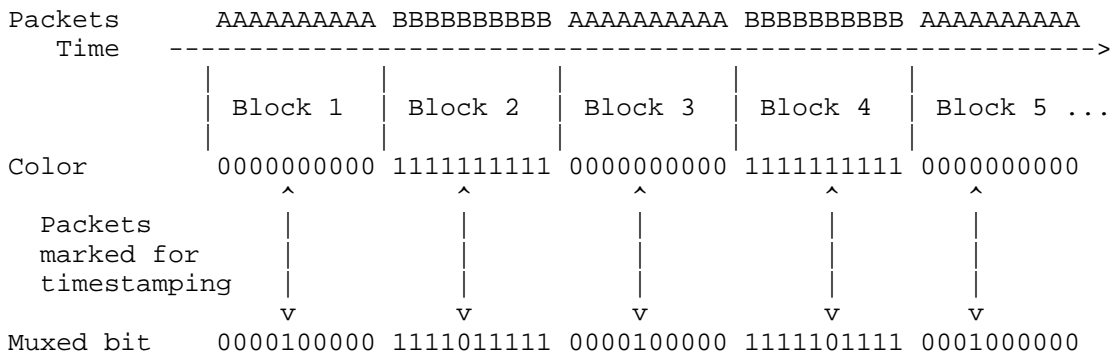 Packets AAAAAAAAAA BBBBBBBBBB AAAAAAAAAA BBBBBBBBBB AAAAAAAAAA
Time ---------------------------------------------------------->
| | | | |
| Block 1 | Block 2 | Block 3 | Block 4 | Block 5 ...
| | | | |
Color 0000000000 1111111111 0000000000 1111111111 0000000000
^ ^ ^ ^ ^
Packets | | | | |
marked for | | | | |
timestamping | | | | |
v v v v v
Muxed bit 0000100000 1111011111 0000100000 1111101111 0001000000